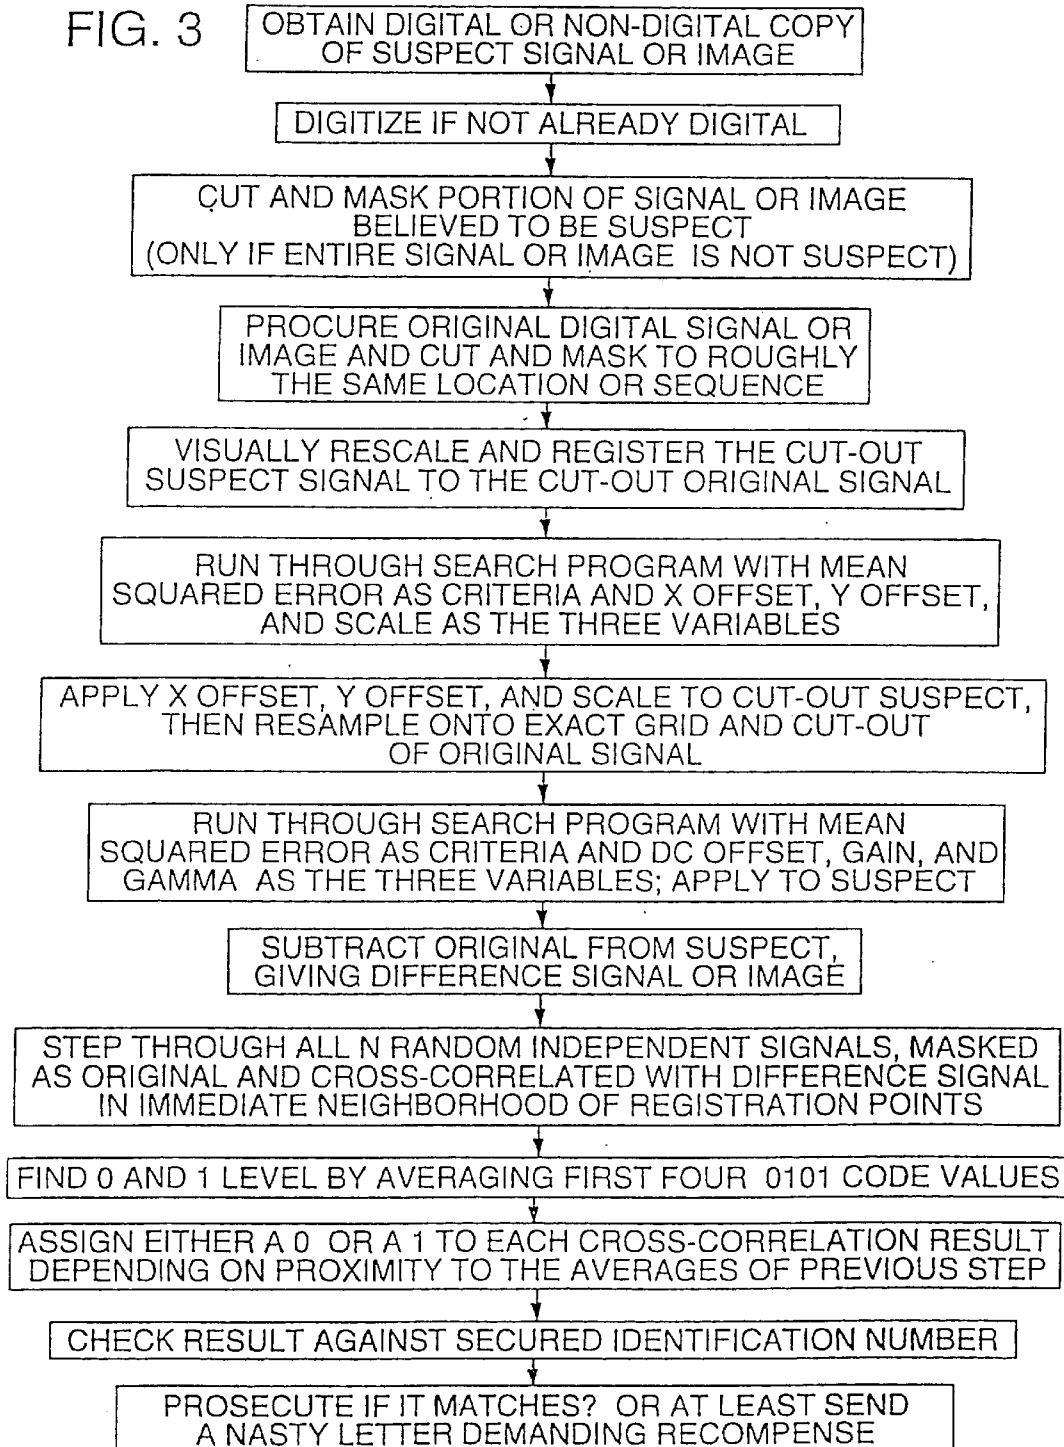 FIG. 3
OBTAIN DIGITAL OR NON-DIGITAL COPY
OF SUSPECT SIGNAL OR IMAGE
DIGITIZE IF NOT ALREADY DIGITAL
CUT AND MASK PORTION OF SIGNAL OR IMAGE
BELIEVED TO BE SUSPECT
(ONLY IF ENTIRE SIGNAL OR IMAGE IS NOT SUSPECT)
PROCURE ORIGINAL DIGITAL SIGNAL OR
IMAGE AND CUT AND MASK TO ROUGHLY
THE SAME LOCATION OR SEQUENCE
VISUALLY RESCALE AND REGISTER THE CUT-OUT
SUSPECT SIGNAL TO THE CUT-OUT ORIGINAL SIGNAL
RUN THROUGH SEARCH PROGRAM WITH MEAN
SQUARED ERROR AS CRITERIA AND X OFFSET, Y OFFSET,
AND SCALE AS THE THREE VARIABLES
APPLY X OFFSET, Y OFFSET, AND SCALE TO CUT-OUT SUSPECT,
THEN RESAMPLE ONTO EXACT GRID AND CUT-OUT
OF ORIGINAL SIGNAL
RUN THROUGH SEARCH PROGRAM WITH MEAN
SQUARED ERROR AS CRITERIA AND DC OFFSET, GAIN, AND
GAMMA AS THE THREE VARIABLES; APPLY TO SUSPECT
SUBTRACT ORIGINAL FROM SUSPECT,
GIVING DIFFERENCE SIGNAL OR IMAGE
STEP THROUGH ALL N RANDOM INDEPENDENT SIGNALS, MASKED
AS ORIGINAL AND CROSS-CORRELATED WITH DIFFERENCE SIGNAL
IN IMMEDIATE NEIGHBORHOOD OF REGISTRATION POINTS
FIND 0 AND 1 LEVEL BY AVERAGING FIRST FOUR 0101 CODE VALUES
ASSIGN EITHER A 0 OR A 1 TO EACH CROSS-CORRELATION RESULT
DEPENDING ON PROXIMITY TO THE AVERAGES OF PREVIOUS STEP
CHECK RESULT AGAINST SECURED IDENTIFICATION NUMBER
PROSECUTE IF IT MATCHES? OR AT LEAST SEND
A NASTY LETTER DEMANDING RECOMPENSE